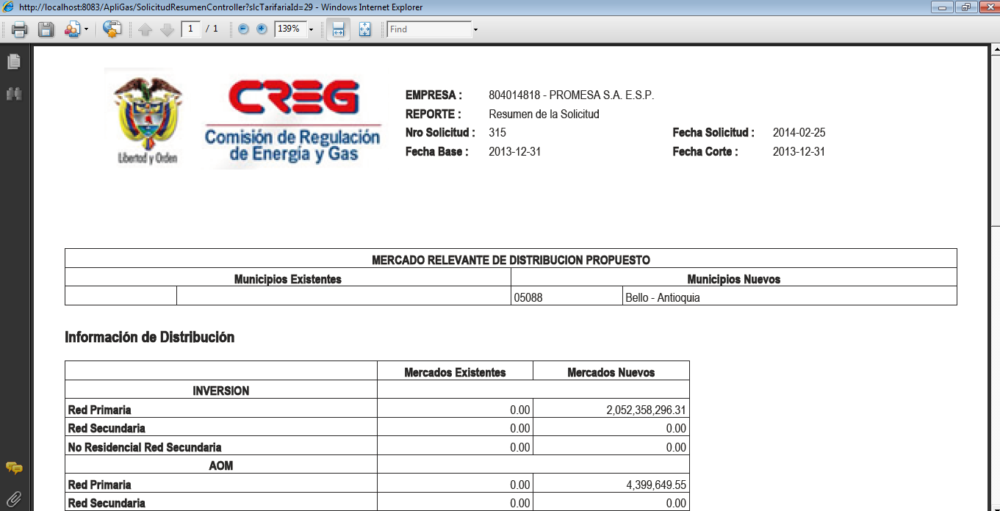 http://localhost:8083/ApliGas/SolicitudResumenController?slcTarifariaId=29 - Windows Internet Explorer
1 / 1 139% Find
Libertad y Orden
CREG
Comisión de Regulación
de Energía y Gas
EMPRESA : 804014818 - PROMESA S.A. E.S.P.
REPORTE : Resumen de la Solicitud
Nro Solicitud : 315 Fecha Solicitud : 2014-02-25
Fecha Base : 2013-12-31 Fecha Corte : 2013-12-31
MERCADO RELEVANTE DE DISTRIBUCION PROPUESTO
Municipios Existentes Municipios Nuevos
05088 Bello - Antioquia
Información de Distribución
Mercados Existentes Mercados Nuevos
INVERSION
Red Primaria 0.00 2,052,358,296.31
Red Secundaria 0.00 0.00
No Residencial Red Secundaria 0.00 0.00
AOM
Red Primaria 0.00 4,399,649.55
Red Secundaria 0.00 0.00